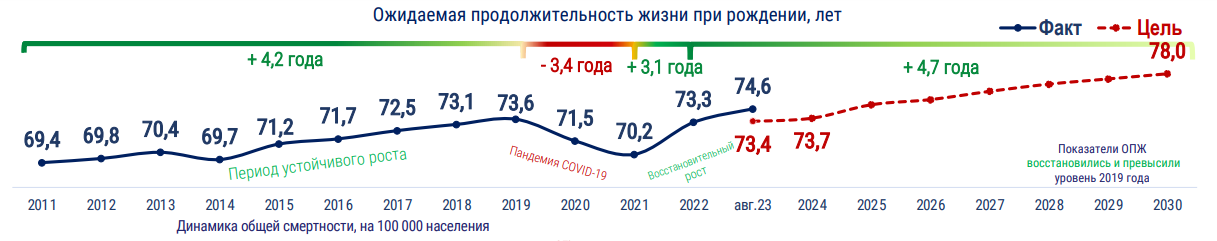 Ожидаемая продолжительность жизни при рождении, лет
Факт
Цель
+ 4,2 года
- 3,4 года
+ 3,1 года
+ 4,7 года
69,4
69,8
70,4
69,7
71,2
71,7
72,5
73,1
73,6
71,5
70,2
73,3
74,6
73,4
73,7
78,0
Период устойчивого роста
Пандемия COVID-19
Восстановительный
рост
Показатели ОПЖ
восстановились и превысили
уровень 2019 года
2011 2012 2013 2014 2015 2016 2017 2018 2019 2020 2021 2022 авг.23 2024 2025 2026 2027 2028 2029 2030
Динамика общей смертности, на 100 000 населения